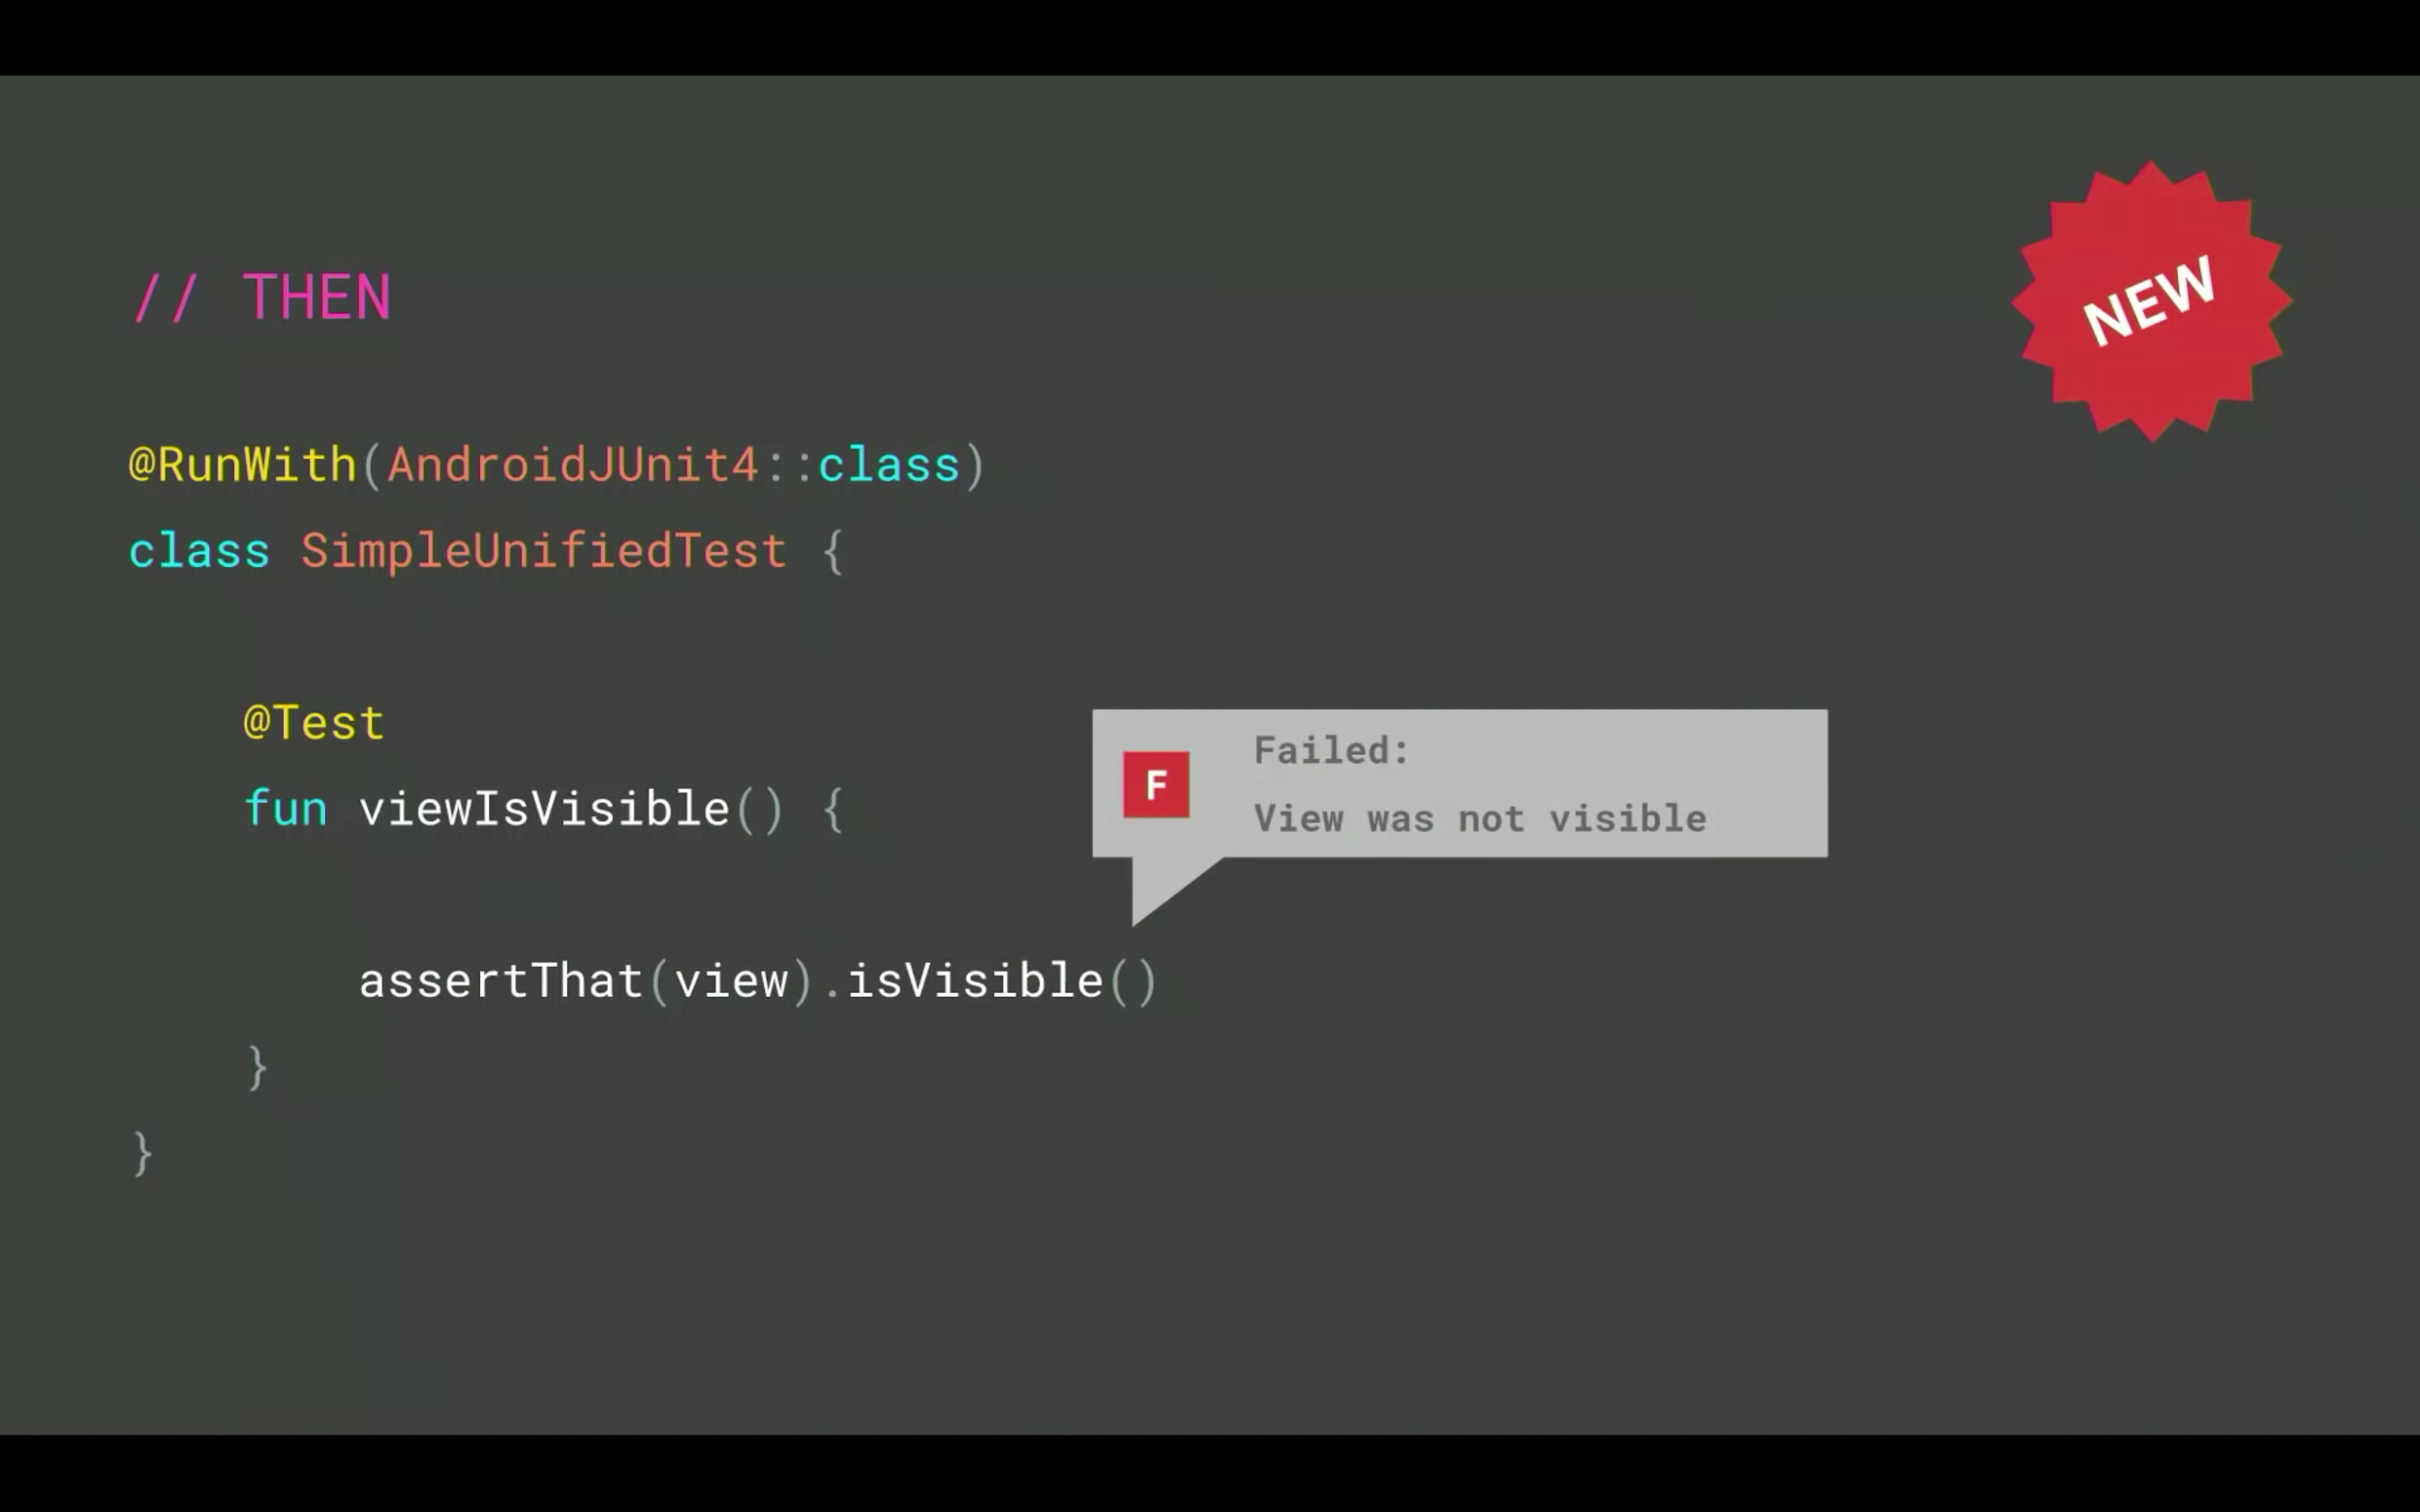 // THEN
NEW
@RunWith(AndroidJUnit4::class)
class SimpleUnifiedTest {
@Test
fun viewIsVisible() {
F
Failed:
View was not visible
assertThat(view).isVisible()
}
}